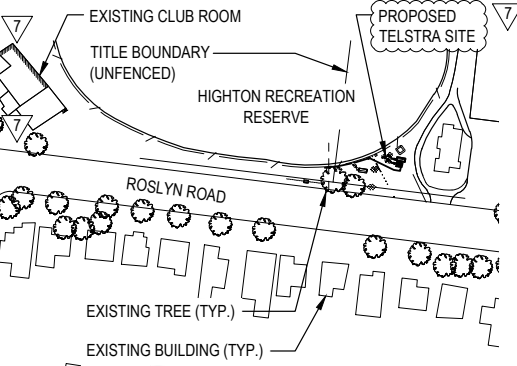 7
EXISTING CLUB ROOM
PROPOSED
TELSTRA SITE
7
TITLE BOUNDARY
(UNFENCED)
HIGHTON RECREATION
RESERVE
7
ROSLYN ROAD
EXISTING TREE (TYP.)
EXISTING BUILDING (TYP.)